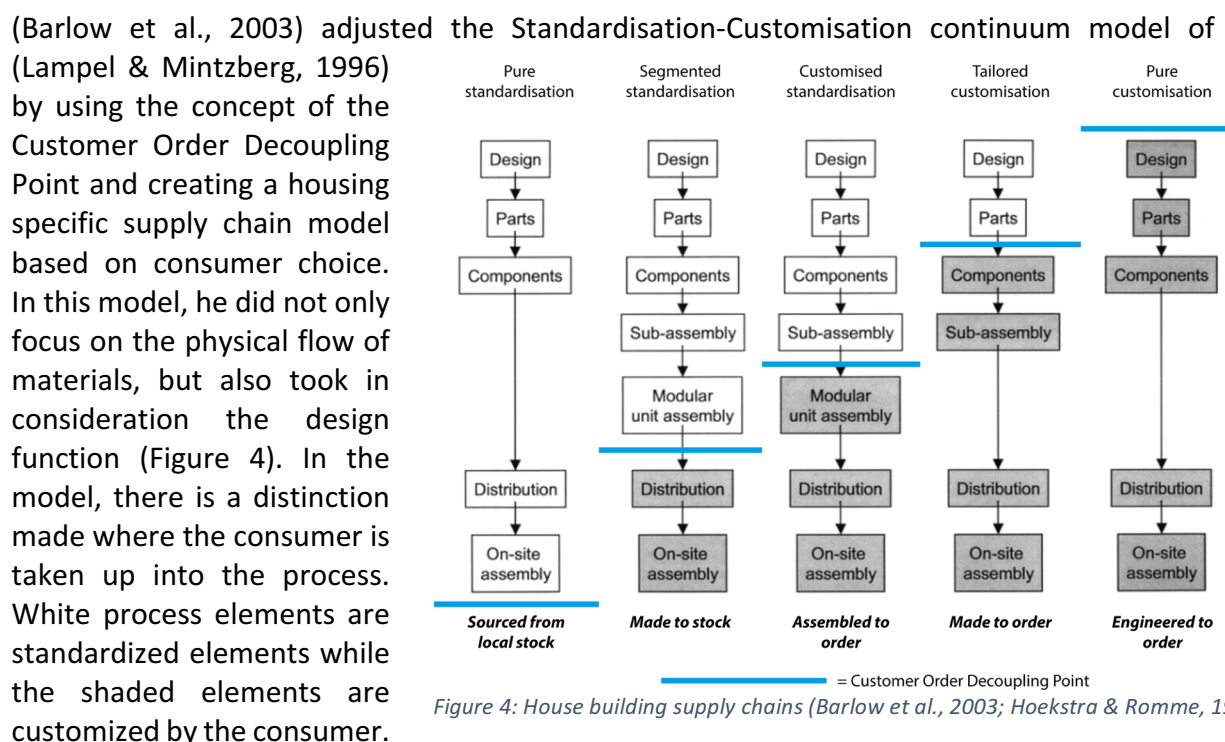 (Barlow et al., 2003) adjusted the Standardisation-Customisation continuum model of
(Lampel & Mintzberg, 1996)
by using the concept of the
Customer Order Decoupling
Point and creating a housing
specific supply chain model
based on consumer choice.
In this model, he did not only
focus on the physical flow of
materials, but also took in
consideration the design
function (Figure 4). In the
model, there is a distinction
made where the consumer is
taken up into the process.
White process elements are
standardized elements while
the shaded elements are
customized by the consumer.
Pure
standardisation
Design
Parts
Components
Distribution
On-site
assembly
Sourced from
local stock
Segmented
standardisation
Design
Parts
Components
Sub-assembly
Modular
unit assembly
Distribution
On-site
assembly
Made to stock
Customised
standardisation
Design
Parts
Components
Sub-assembly
Modular
unit assembly
Distribution
On-site
assembly
Assembled to
order
Tailored
customisation
Design
Parts
Components
Sub-assembly
Distribution
On-site
assembly
Made to order
Pure
customisation
Design
Parts
Components
Distribution
On-site
assembly
Engineered to
order
= Customer Order Decoupling Point
Figure 4: House building supply chains (Barlow et al., 2003; Hoekstra & Romme,